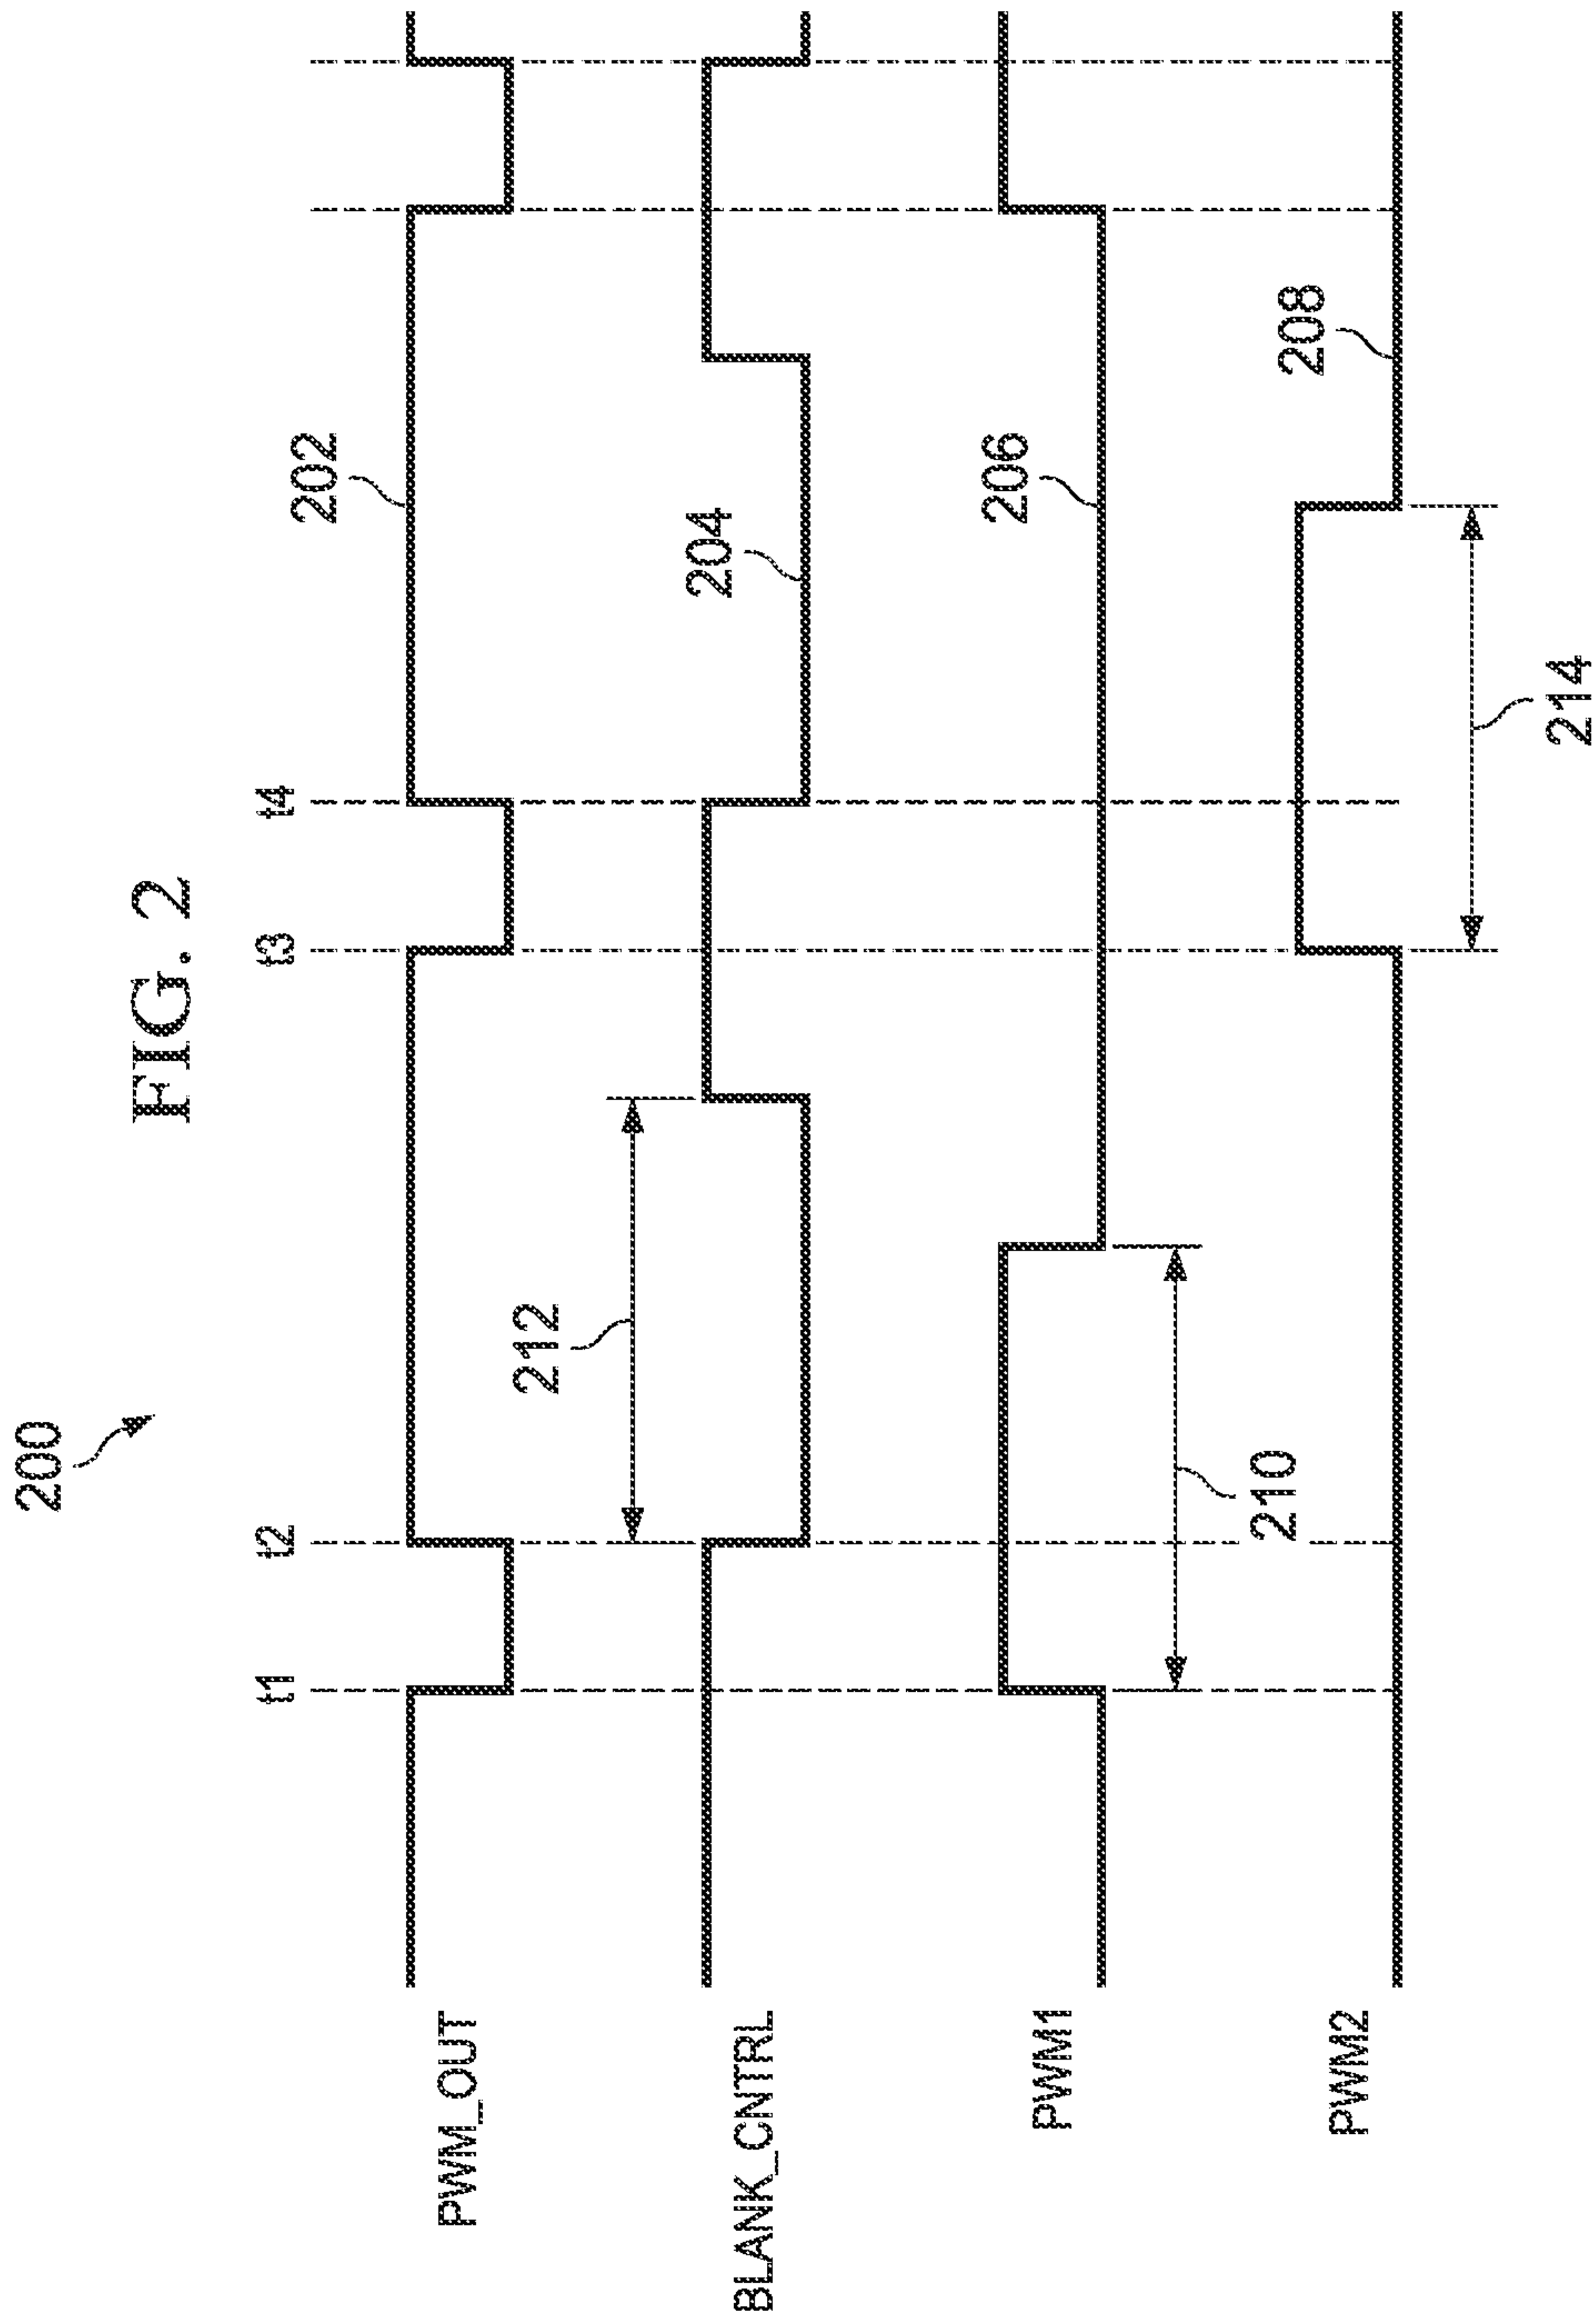 FIG. 2
200
t1
t2
t3
t4
202
PWM_OUT
212
204
BLANK_CNTRL
206
PWM1
210
208
PWM2
214